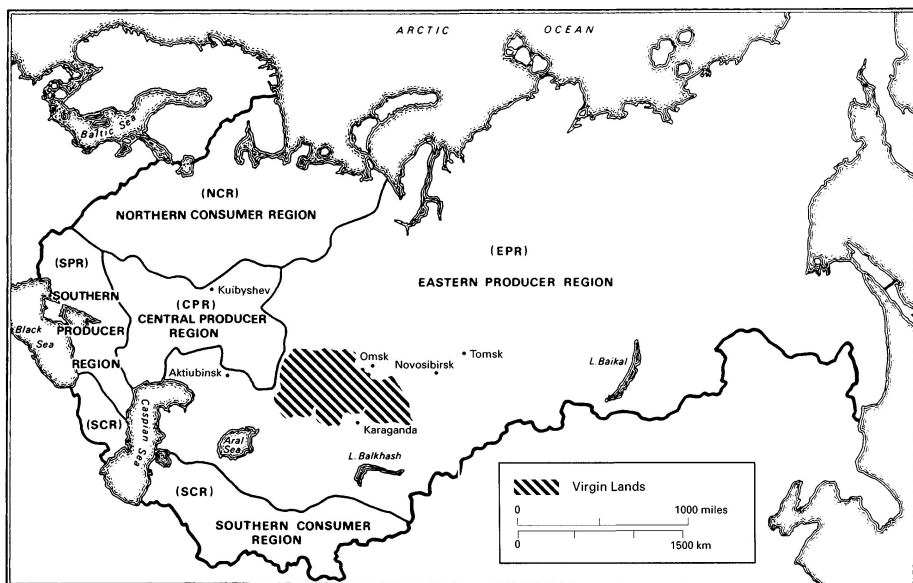 ARCTIC OCEAN
Baltic Sea
(NCR)
NORTHERN CONSUMER REGION
(SPR)
SOUTHERN
PRODUCER
REGION
Black
Sea
(CPR)
CENTRAL PRODUCER
REGION
Kuibyshev
(EPR)
EASTERN PRODUCER REGION
Aktiubinsk
Omsk
Novosibirsk
Tomsk
L. Baikal
Karaganda
(SCR)
Caspian Sea
Aral
Sea
L. Balkhash
(SCR)
SOUTHERN CONSUMER
REGION
Virgin Lands
0 1000 miles
0 1500 km